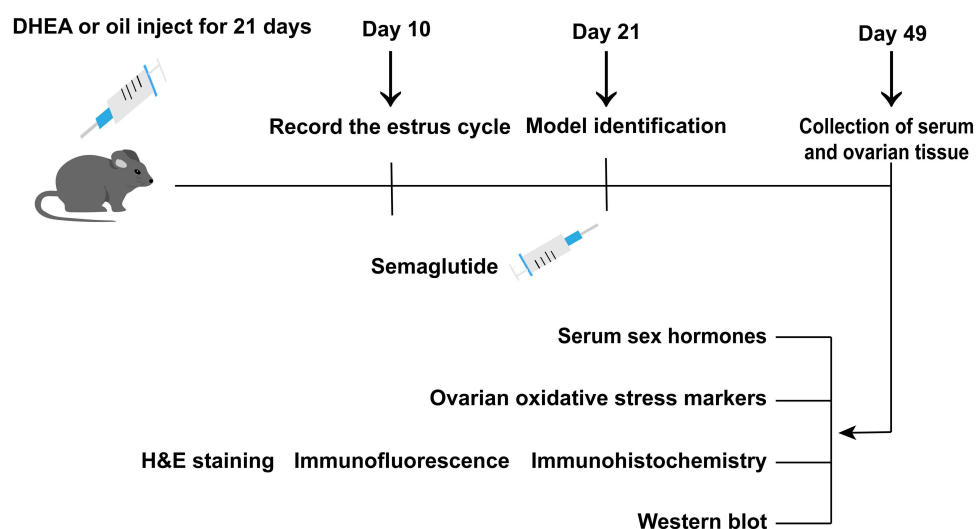 DHEA or oil inject for 21 days
Day 10
Day 21
Day 49
Record the estrus cycle
Model identification
Collection of serum
and ovarian tissue
Semaglutide
Serum sex hormones
Ovarian oxidative stress markers
H&E staining Immunofluorescence Immunohistochemistry
Western blot